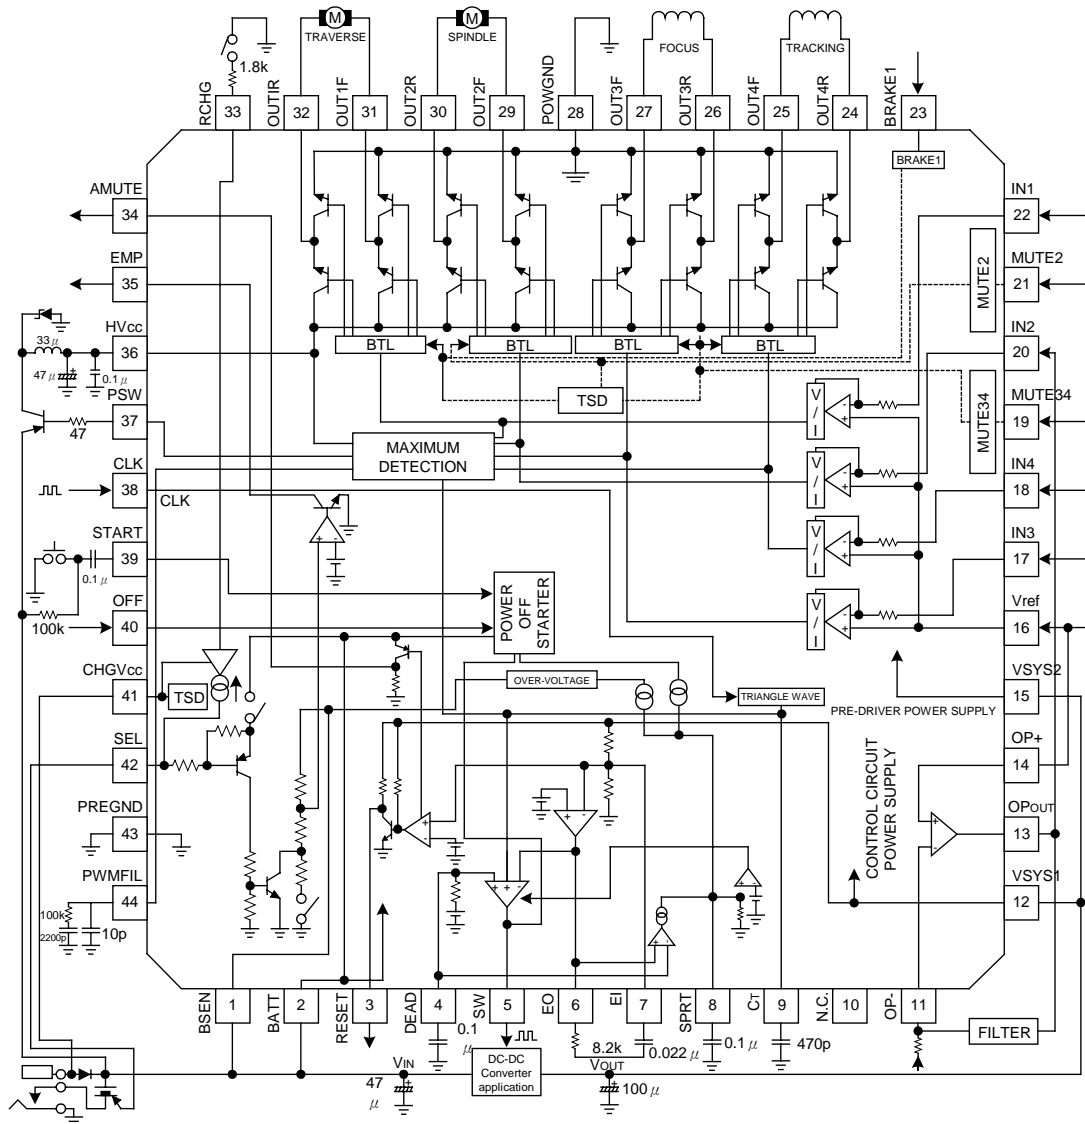 M
M
TRAVERSE
SPINDLE
FOCUS
TRACKING
1.8k
RCHG
OUT1R
OUT1F
OUT2R
OUT2F
POWGND
OUT3F
OUT3R
OUT4F
OUT4R
BRAKE1
33
32
31
30
29
28
27
26
25
24
23
BRAKE1
AMUTE
34
IN1
22
EMP
35
MUTE2
21
MUTE2
HVcc
36
33μ
47μ
+
0.1μ
IN2
20
BTL
BTL
BTL
BTL
TSD
PSW
37
47
MUTE34
19
MUTE34
V / I
- +
MAXIMUM
DETECTION
CLK
38
CLK
IN4
18
V / I
- +
START
39
0.1μ
+ -
IN3
17
V / I
- +
OFF
40
100k
POWER
OFF
STARTER
Vref
16
V / I
- +
CHGVcc
41
TSD
OVER-VOLTAGE
TRIANGLE WAVE
PRE-DRIVER POWER SUPPLY
VSYS2
15
SEL
42
OP+
14
PREGND
43
+
-
+ -
+
-
OPOUT
13
CONTROL CIRCUIT
POWER SUPPLY
PWMFIL
44
100k
2200p
10p
+ + -
+ -
+ -
VSYS1
12
1
2
3
4
5
6
7
8
9
10
11
BSEN
BATT
RESET
DEAD
SW
EO
EI
SPRT
CT
N.C.
OP-
0.1
μ
8.2k
0.022μ
0.1
μ
470p
FILTER
VIN
47
μ
+
DC-DC
Converter
application
VOUT
+
100μ